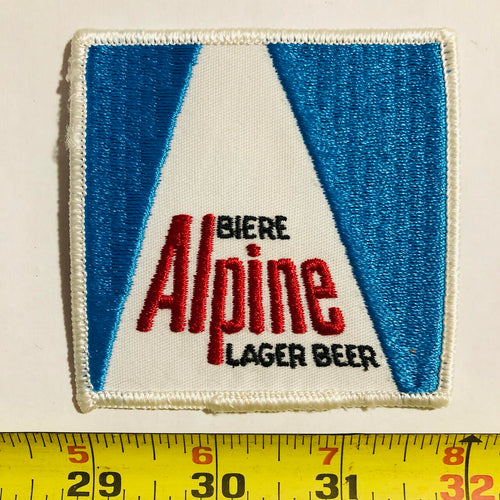 BIERE
Alpine
LAGER BEER
5 6 7 8
29 30 31 32